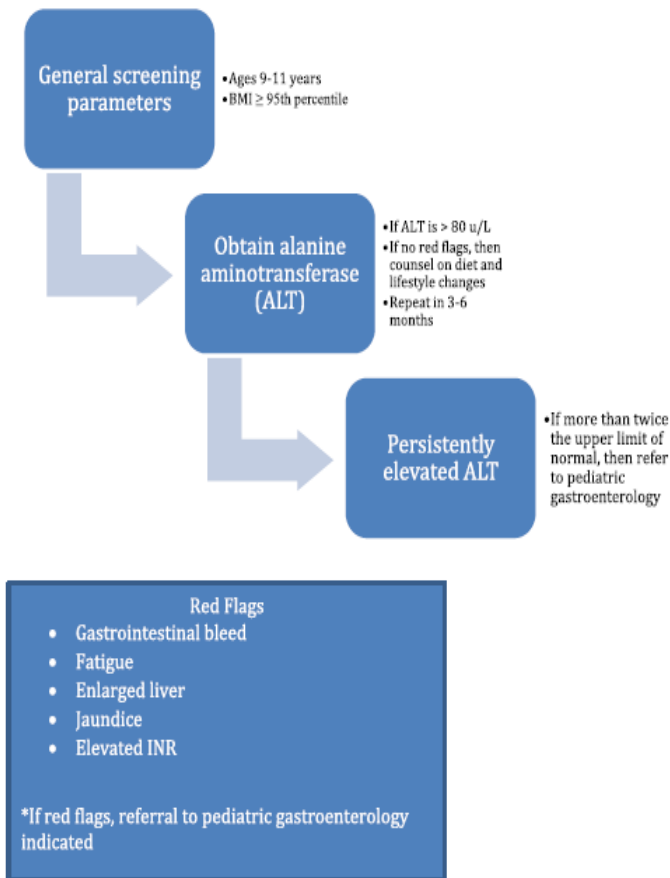 General screening
parameters
•Ages 9-11 years
•BMI ≥ 95th percentile
Obtain alanine
aminotransferase
(ALT)
•If ALT is > 80 u/L
•If no red flags, then
counsel on diet and
lifestyle changes
•Repeat in 3-6
months
Persistently
elevated ALT
•If more than twice
the upper limit of
normal, then refer
to pediatric
gastroenterology
Red Flags
• Gastrointestinal bleed
• Fatigue
• Enlarged liver
• Jaundice
• Elevated INR
*If red flags, referral to pediatric gastroenterology
indicated